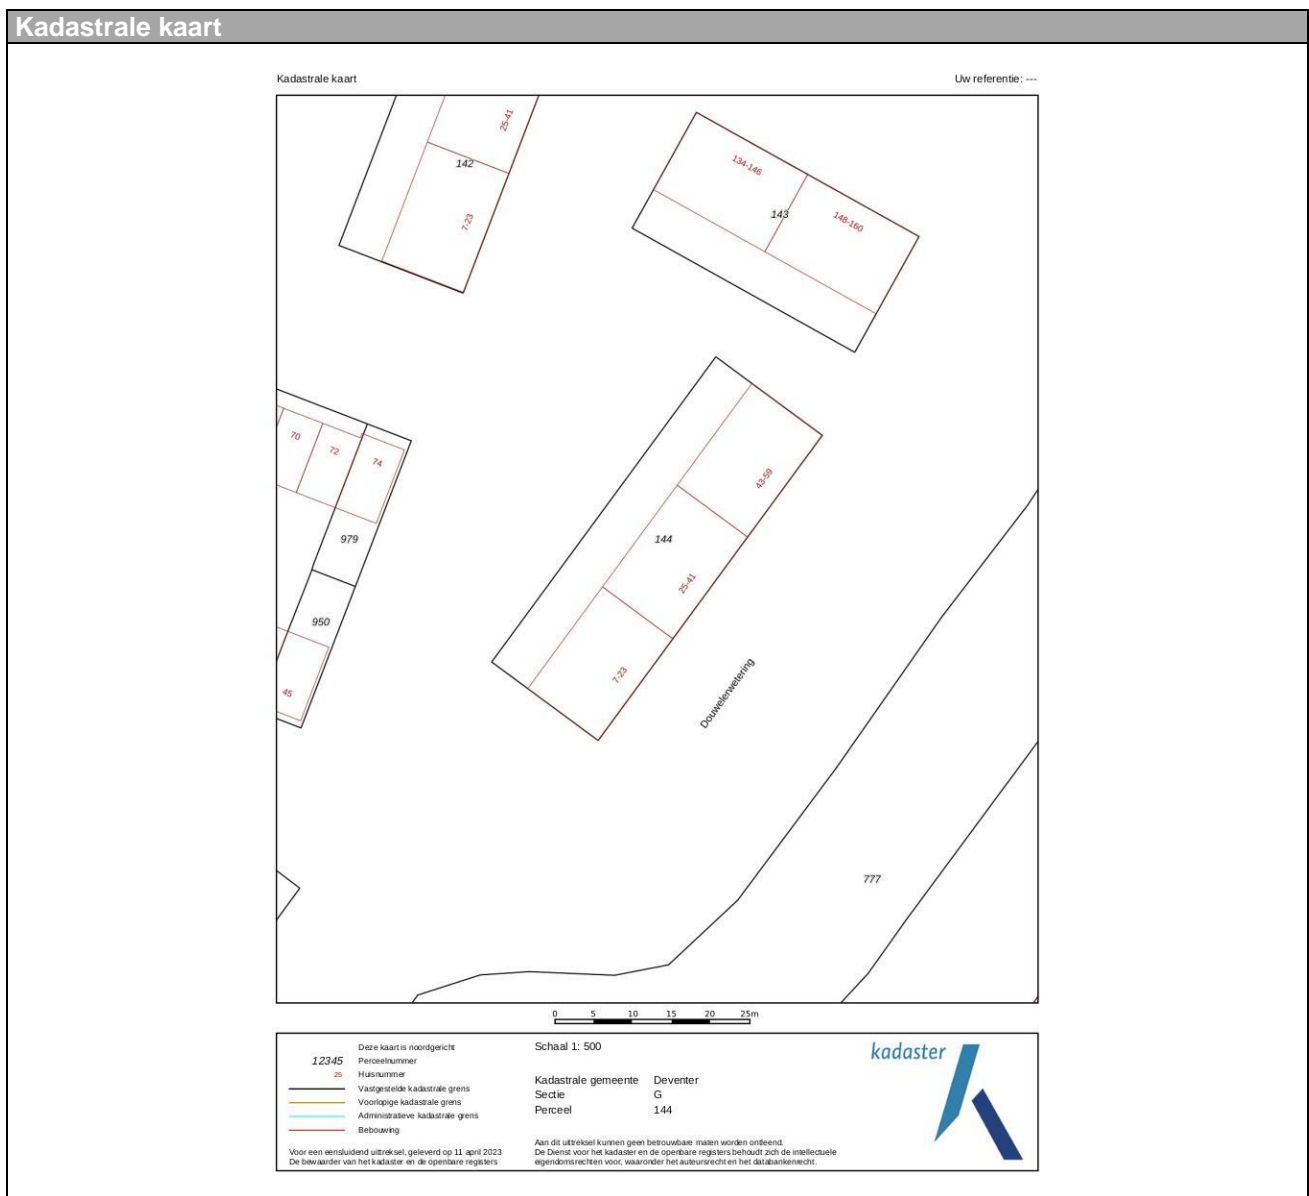 Kadastrale kaart
Kadastrale kaart
Uw referentie: ---
25-41
142
7-23
134-146
143
148-160
70
72
74
979
950
45
43-59
144
25-41
7-23
Douwelerwetering
777
0 5 10 15 20 25m
Deze kaart is noordgericht
12345 Perceelnummer
25 Huisnummer
Vastgestelde kadastrale grens
Voorlopige kadastrale grens
Administratieve kadastrale grens
Bebouwing
Voor een eensluidend uittreksel, geleverd op 11 april 2023
De bewaarder van het kadaster en de openbare registers
Schaal 1: 500
Kadastrale gemeente Deventer
Sectie G
Perceel 144
Aan dit uittreksel kunnen geen betrouwbare maten worden ontleend.
De Dienst voor het kadaster en de openbare registers behoudt zich de intellectuele
eigendomsrechten voor, waaronder het auteursrecht en het databankenrecht.
kadaster